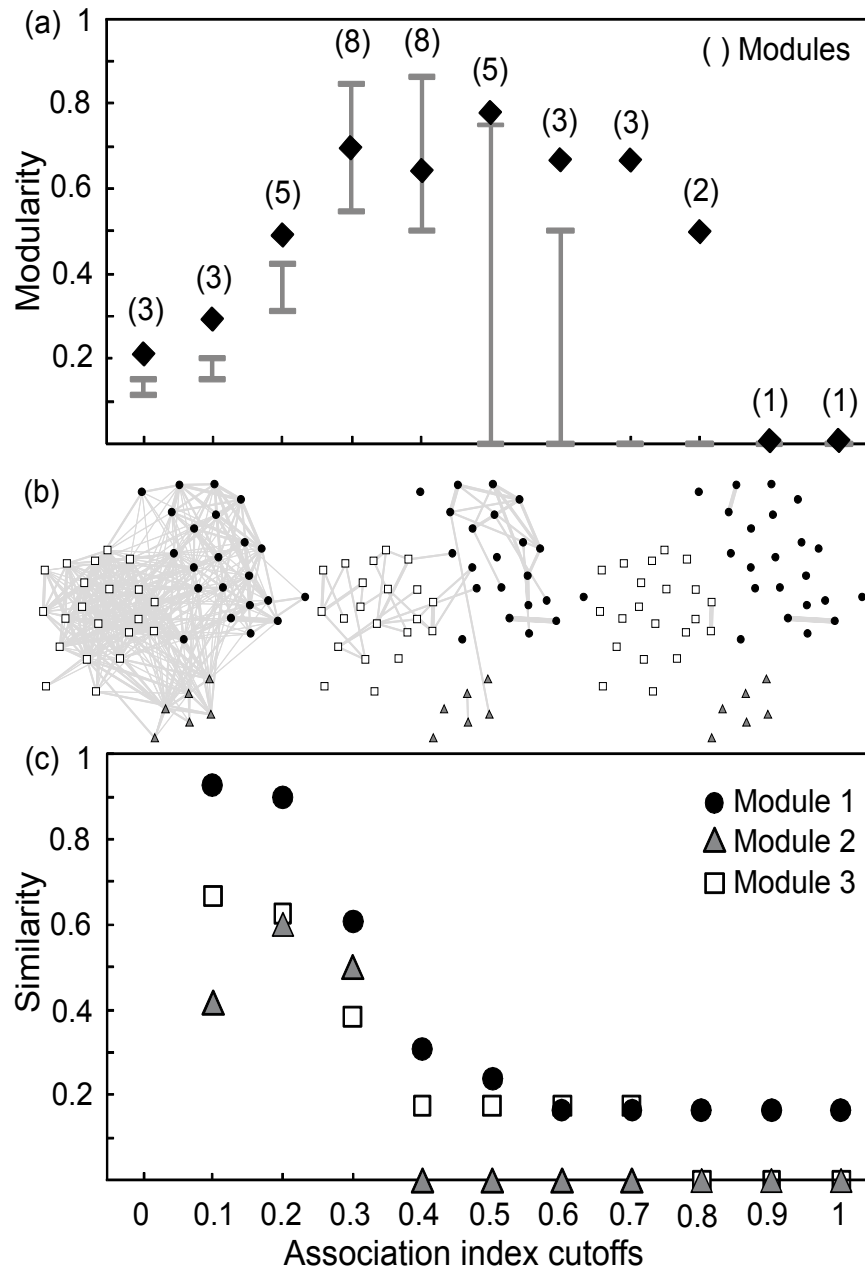 (a)
1
0.8
0.6
0.4
0.2
Modularity
( ) Modules
(3)
(3)
(5)
(8)
(8)
(5)
(3)
(3)
(2)
(1)
(1)
(b)
(c)
1
0.8
0.6
0.4
0.2
Similarity
Module 1
Module 2
Module 3
0 0.1 0.2 0.3 0.4 0.5 0.6 0.7 0.8 0.9 1
Association index cutoffs